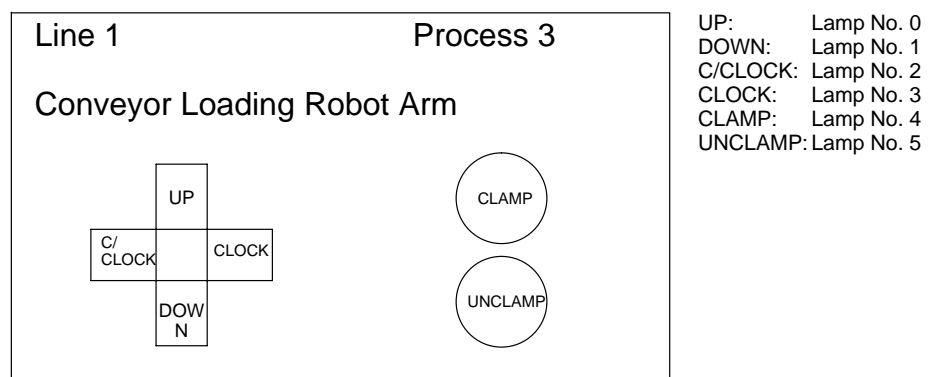 Line 1 Process 3
Conveyor Loading Robot Arm
UP
C/
CLOCK
CLOCK
DOW
N
CLAMP
UNCLAMP
UP: Lamp No. 0
DOWN: Lamp No. 1
C/CLOCK: Lamp No. 2
CLOCK: Lamp No. 3
CLAMP: Lamp No. 4
UNCLAMP: Lamp No. 5